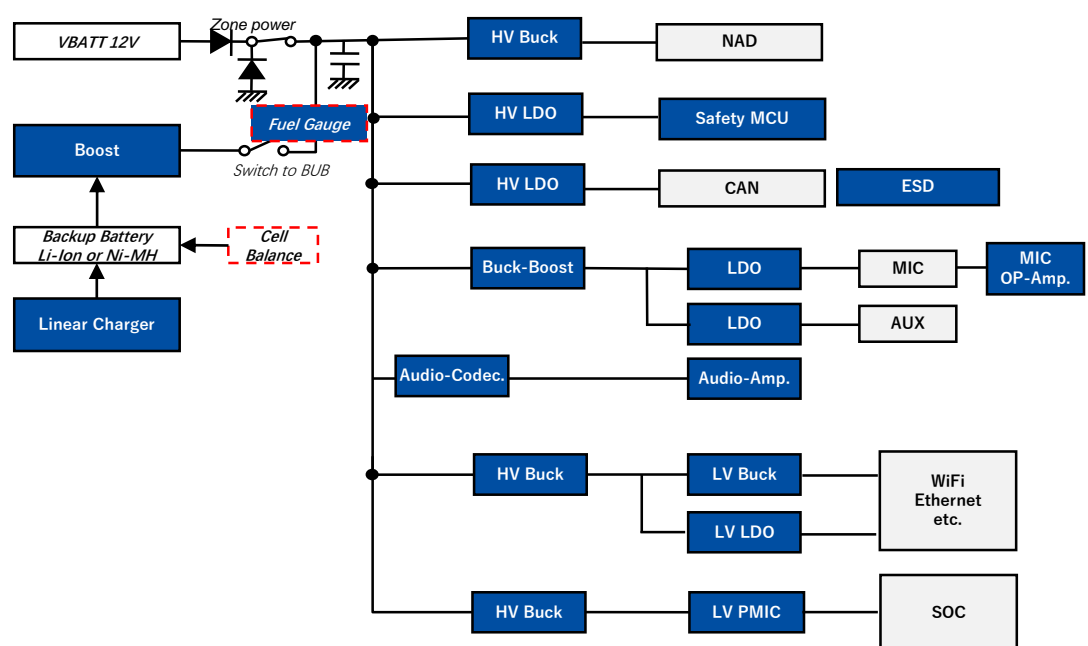 Zone power
VBATT 12V
HV Buck
NAD
Fuel Gauge
HV LDO
Safety MCU
Boost
Switch to BUB
HV LDO
CAN
ESD
Backup Battery
Li-Ion or Ni-MH
Cell
Balance
Buck-Boost
LDO
MIC
MIC
OP-Amp.
Linear Charger
LDO
AUX
Audio-Codec.
Audio-Amp.
HV Buck
LV Buck
WiFi
Ethernet
etc.
LV LDO
HV Buck
LV PMIC
SOC